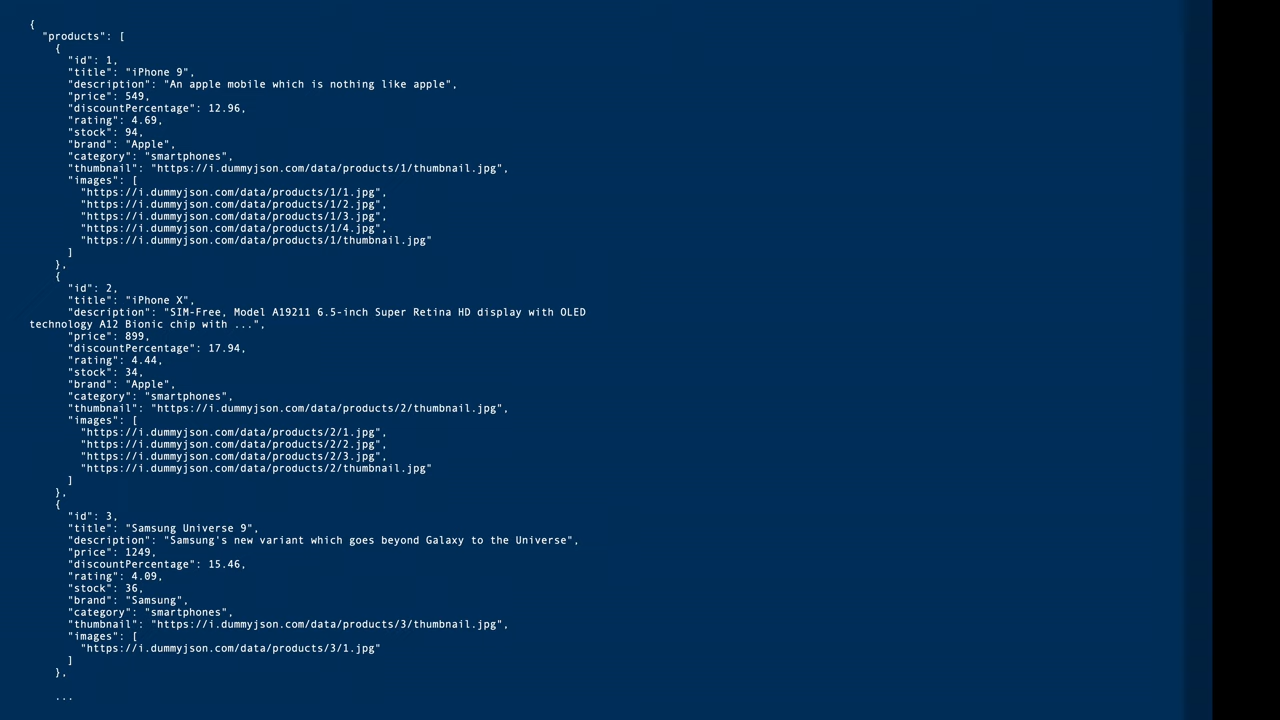 {
"products": [
{
"id": 1,
"title": "iPhone 9",
"description": "An apple mobile which is nothing like apple",
"price": 549,
"discountPercentage": 12.96,
"rating": 4.69,
"stock": 94,
"brand": "Apple",
"category": "smartphones",
"thumbnail": "https://i.dummyjson.com/data/products/1/thumbnail.jpg",
"images": [
"https://i.dummyjson.com/data/products/1/1.jpg",
"https://i.dummyjson.com/data/products/1/2.jpg",
"https://i.dummyjson.com/data/products/1/3.jpg",
"https://i.dummyjson.com/data/products/1/4.jpg",
"https://i.dummyjson.com/data/products/1/thumbnail.jpg"
]
},
{
"id": 2,
"title": "iPhone X",
"description": "SIM-Free, Model A19211 6.5-inch Super Retina HD display with OLED
technology A12 Bionic chip with ...",
"price": 899,
"discountPercentage": 17.94,
"rating": 4.44,
"stock": 34,
"brand": "Apple",
"category": "smartphones",
"thumbnail": "https://i.dummyjson.com/data/products/2/thumbnail.jpg",
"images": [
"https://i.dummyjson.com/data/products/2/1.jpg",
"https://i.dummyjson.com/data/products/2/2.jpg",
"https://i.dummyjson.com/data/products/2/3.jpg",
"https://i.dummyjson.com/data/products/2/thumbnail.jpg"
]
},
{
"id": 3,
"title": "Samsung Universe 9",
"description": "Samsung's new variant which goes beyond Galaxy to the Universe",
"price": 1249,
"discountPercentage": 15.46,
"rating": 4.09,
"stock": 36,
"brand": "Samsung",
"category": "smartphones",
"thumbnail": "https://i.dummyjson.com/data/products/3/thumbnail.jpg",
"images": [
"https://i.dummyjson.com/data/products/3/1.jpg"
]
},
...